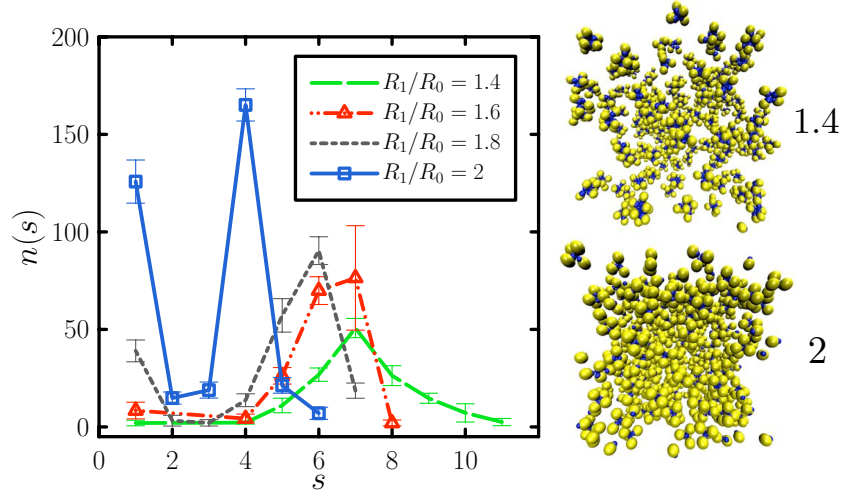 200
150
100
50
0
n(s)
R₁/R₀ = 1.4
R₁/R₀ = 1.6
R₁/R₀ = 1.8
R₁/R₀ = 2
0 2 4 6 8 10
s
1.4
2